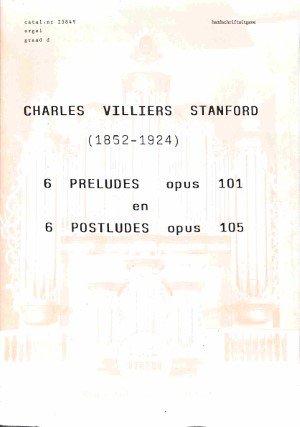 catal.nr 23849
orgel
graad d
handschriftuitgave
CHARLES VILLIERS STANFORD
(1852-1924)
6 PRELUDES opus 101
en
6 POSTLUDES opus 105